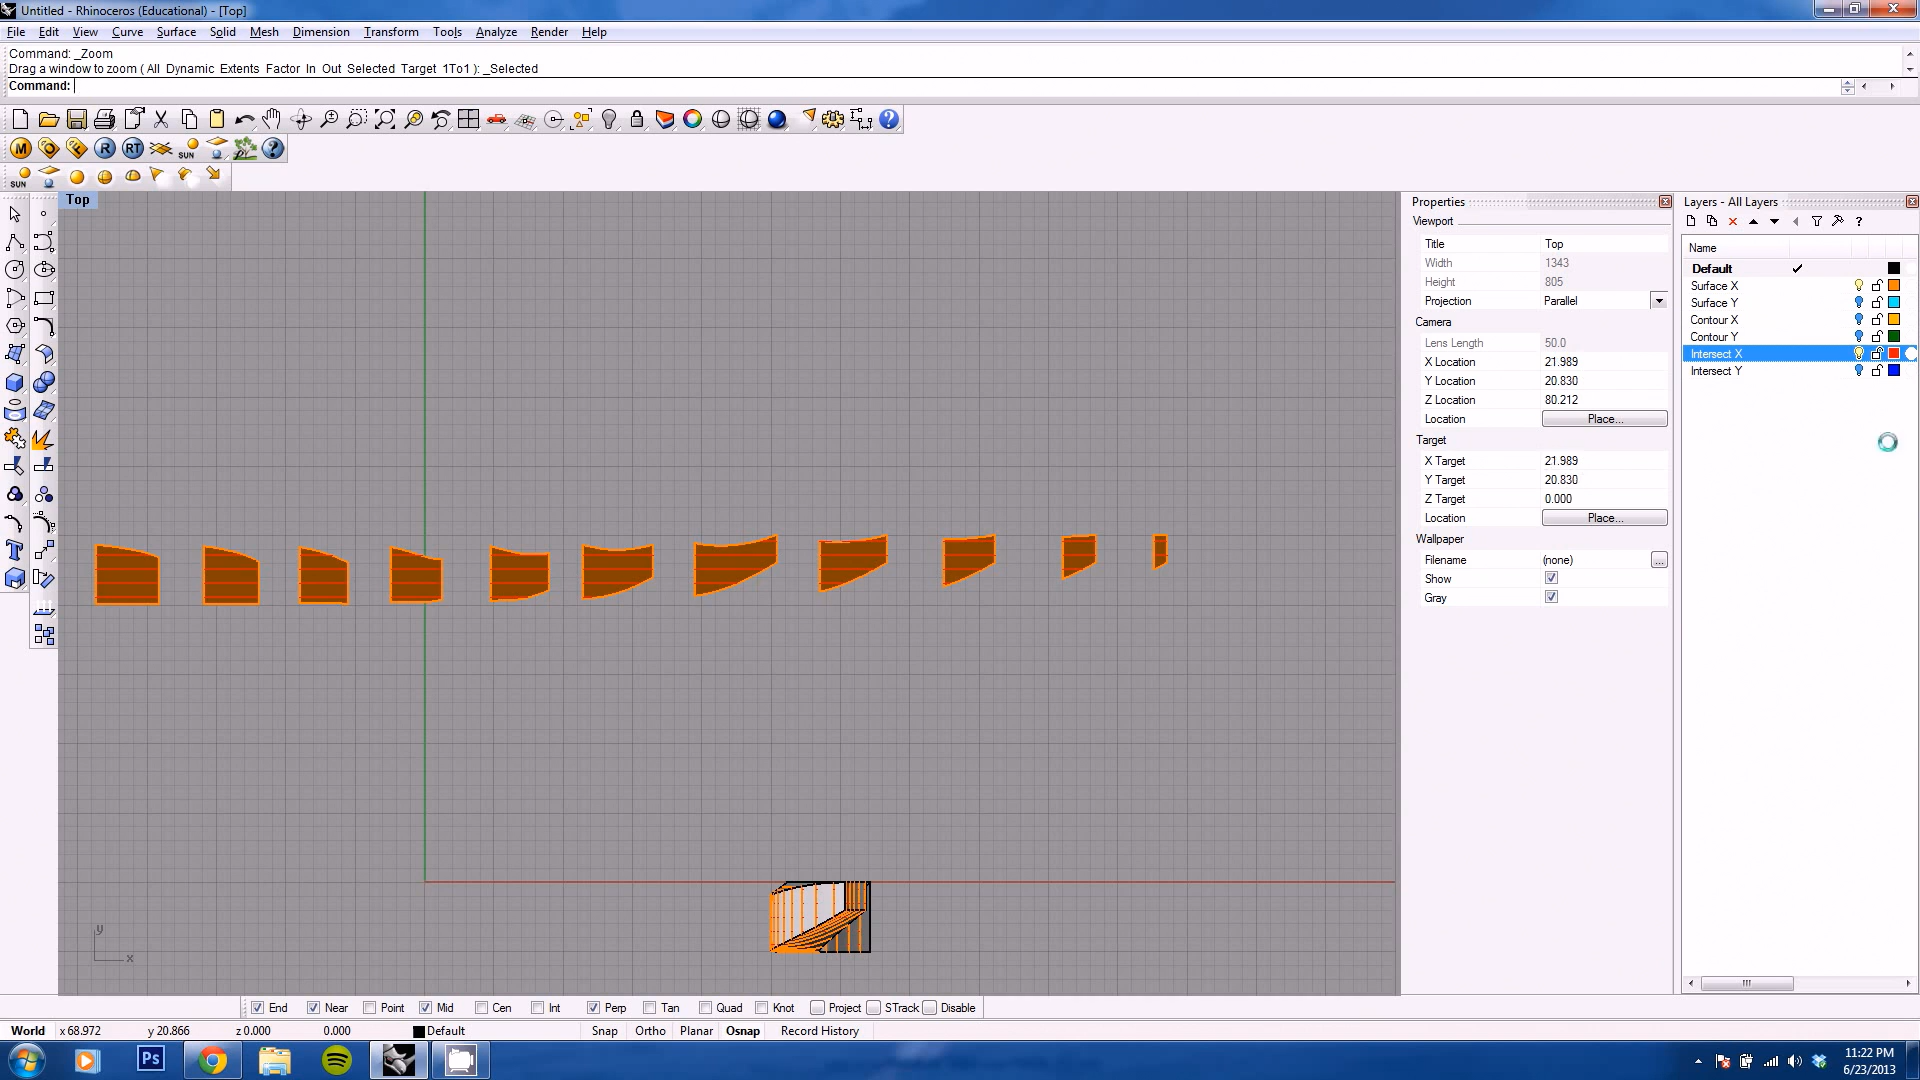 Untitled - Rhinoceros (Educational) - [Top]
File Edit View Curve Surface Solid Mesh Dimension Transform Tools Analyze Render Help
Command: _Zoom
Drag a window to zoom ( All Dynamic Extents Factor In Out Selected Target 1To1 ): _Selected
Command:
M O F R RT SUN
SUN
Top
y
x
Properties
Viewport
Title Top
Width 1343
Height 805
Projection Parallel
Camera
Lens Length 50.0
X Location 21.989
Y Location 20.830
Z Location 80.212
Location Place...
Target
X Target 21.989
Y Target 20.830
Z Target 0.000
Location Place...
Wallpaper
Filename (none) ...
Show
Gray
Layers - All Layers
Name
Default
Surface X
Surface Y
Contour X
Contour Y
Intersect X
Intersect Y
End Near Point Mid Cen Int Perp Tan Quad Knot Project STrack Disable
World x 68.972 y 20.866 z 0.000 0.000 Default Snap Ortho Planar Osnap Record History
Ps
11:22 PM
6/23/2013